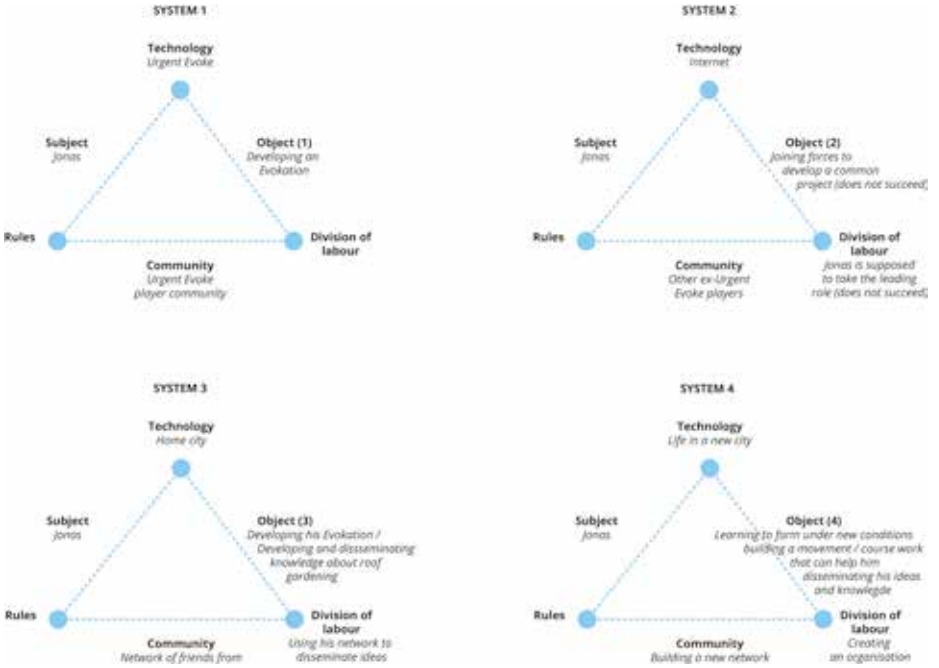 SYSTEM 1
Technology
Urgent Evoke
Subject
Jonas
Object (1)
Developing an
Evokation
Rules
Division of
labour
Community
Urgent Evoke
player community
SYSTEM 2
Technology
Internet
Subject
Jonas
Object (2)
Joining forces to
develop a common
project (does not succeed)
Rules
Division of
labour
Jonas is supposed
to take the leading
role (does not succeed)
Community
Other ex-Urgent
Evoke players
SYSTEM 3
Technology
Home city
Subject
Jonas
Object (3)
Developing his Evokation /
Developing and disseminating
knowledge about roof
gardening
Rules
Division of
labour
Using his network to
disseminate ideas
Community
Network of friends from
SYSTEM 4
Technology
Life in a new city
Subject
Jonas
Object (4)
Learning to farm under new conditions
building a movement / course work
that can help him
disseminating his ideas
and knowlegde
Rules
Division of
labour
Creating
an organisation
Community
Building a new network